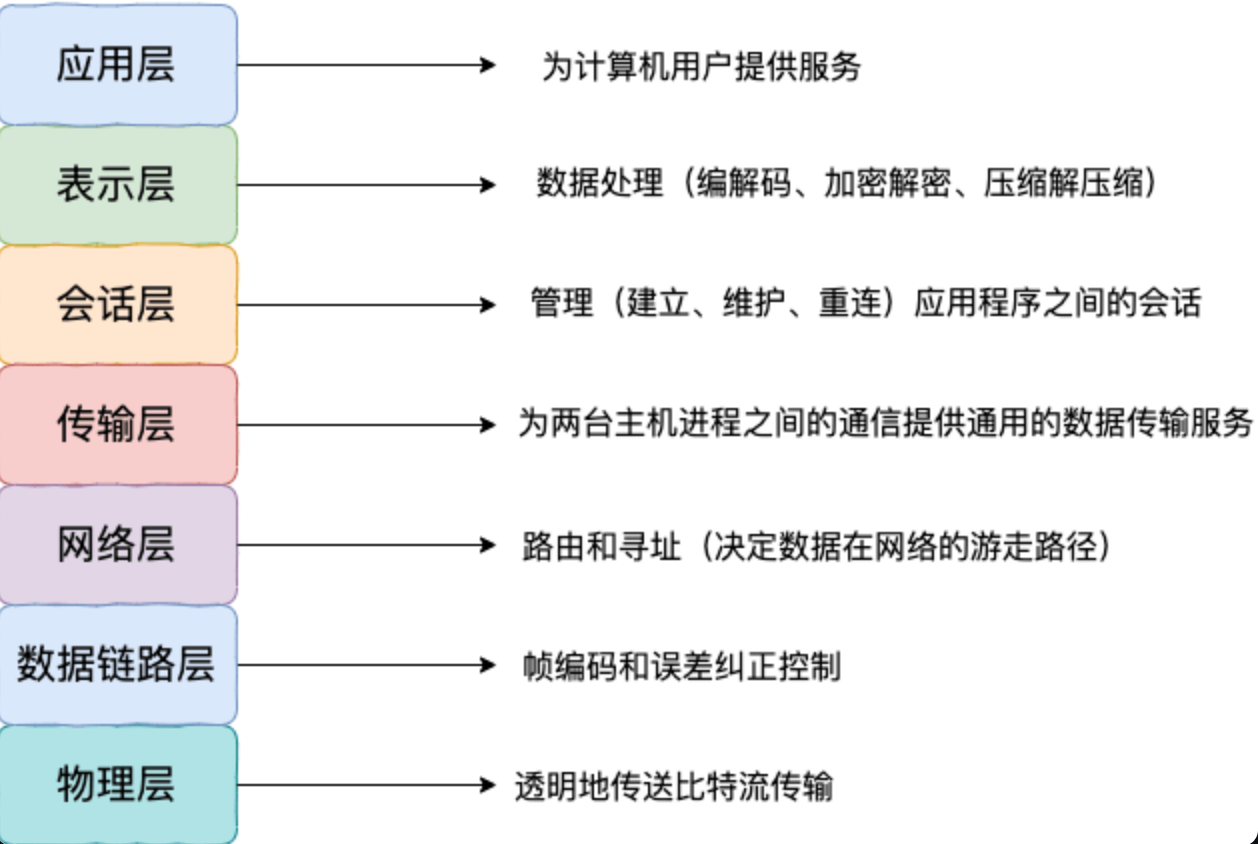 应用层
为计算机用户提供服务
表示层
数据处理（编解码、加密解密、压缩解压缩）
会话层
管理（建立、维护、重连）应用程序之间的会话
传输层
为两台主机进程之间的通信提供通用的数据传输服务
网络层
路由和寻址（决定数据在网络的游走路径）
数据链路层
帧编码和误差纠正控制
物理层
透明地传送比特流传输